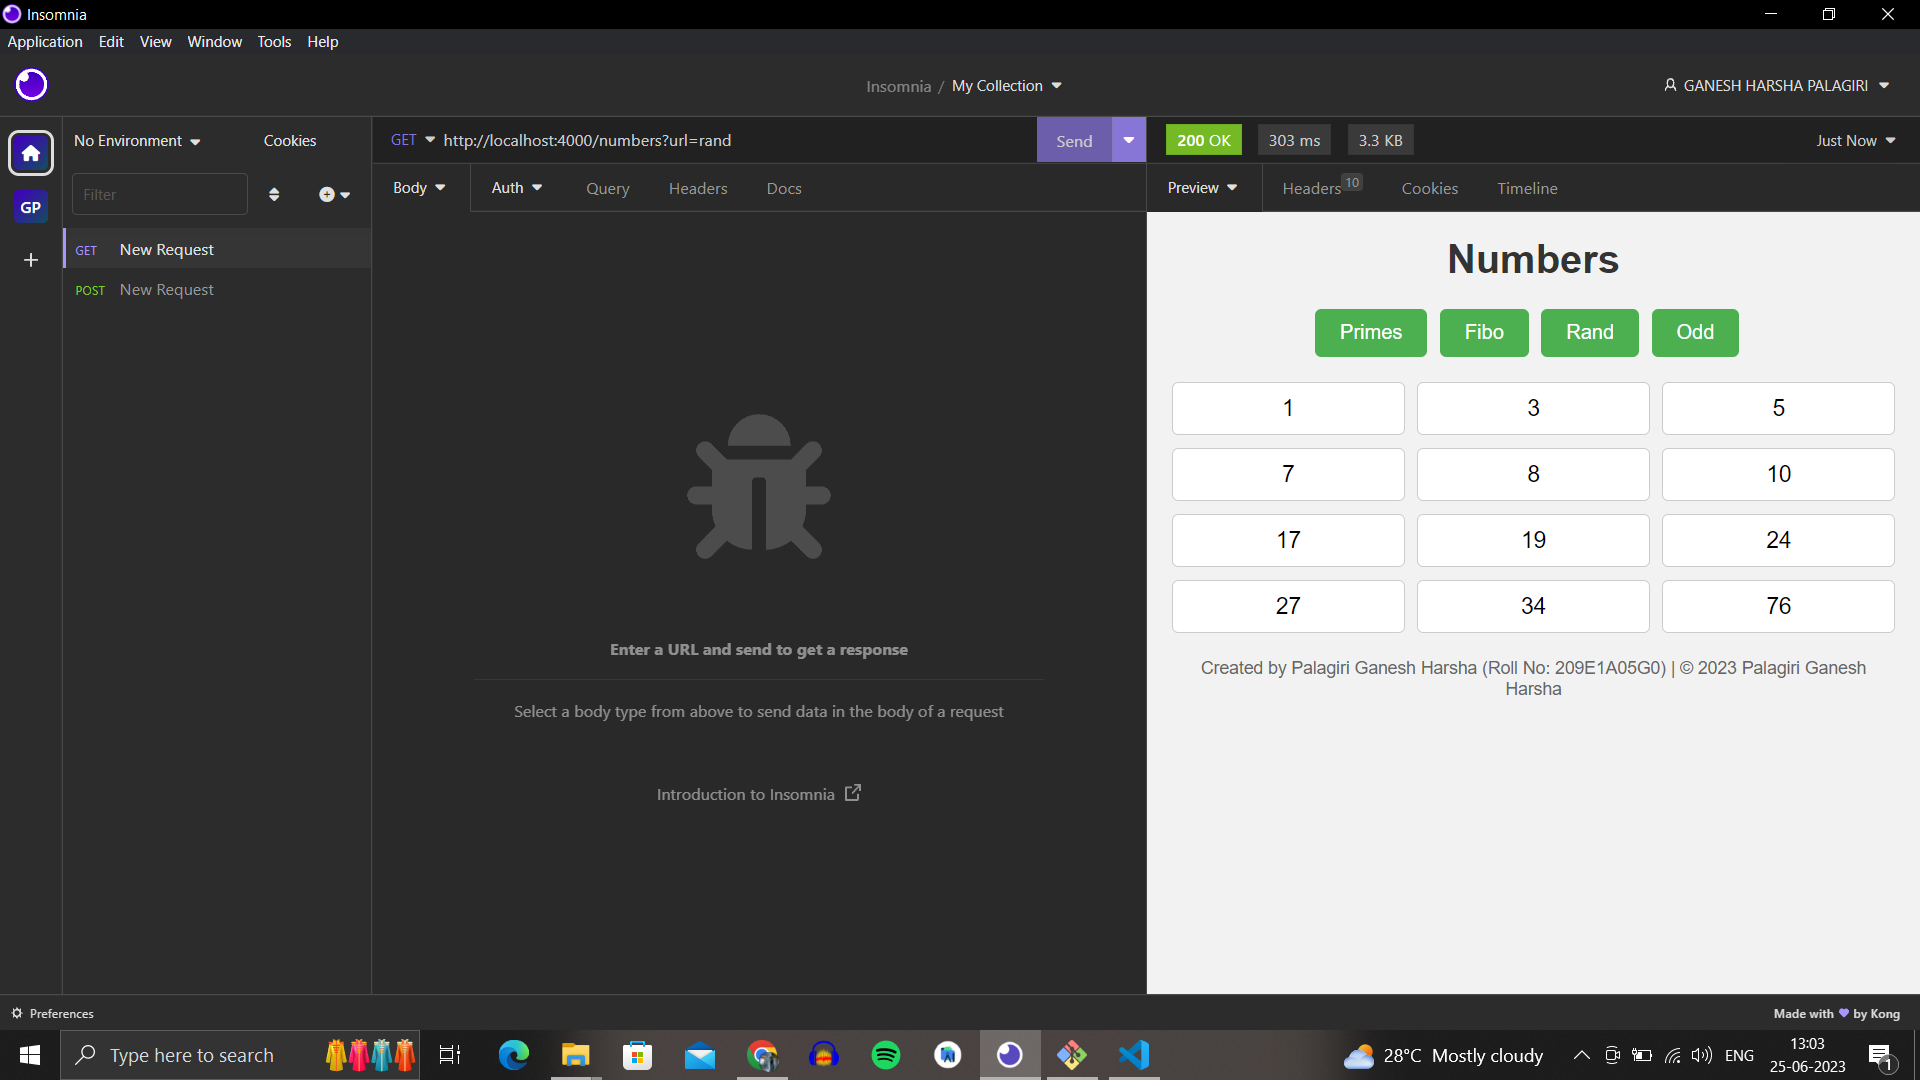 Insomnia
Application Edit View Window Tools Help
Insomnia / My Collection
GANESH HARSHA PALAGIRI
No Environment Cookies
GET http://localhost:4000/numbers?url=rand Send
200 OK 303 ms 3.3 KB Just Now
Filter
Body Auth Query Headers Docs
Preview Headers 10 Cookies Timeline
GP
GET New Request
POST New Request
Enter a URL and send to get a response
Select a body type from above to send data in the body of a request
Introduction to Insomnia
Numbers
Primes Fibo Rand Odd
1 3 5
7 8 10
17 19 24
27 34 76
Created by Palagiri Ganesh Harsha (Roll No: 209E1A05G0) | © 2023 Palagiri Ganesh
Harsha
Preferences
Made with by Kong
Type here to search
28°C Mostly cloudy
ENG
13:03
25-06-2023
1